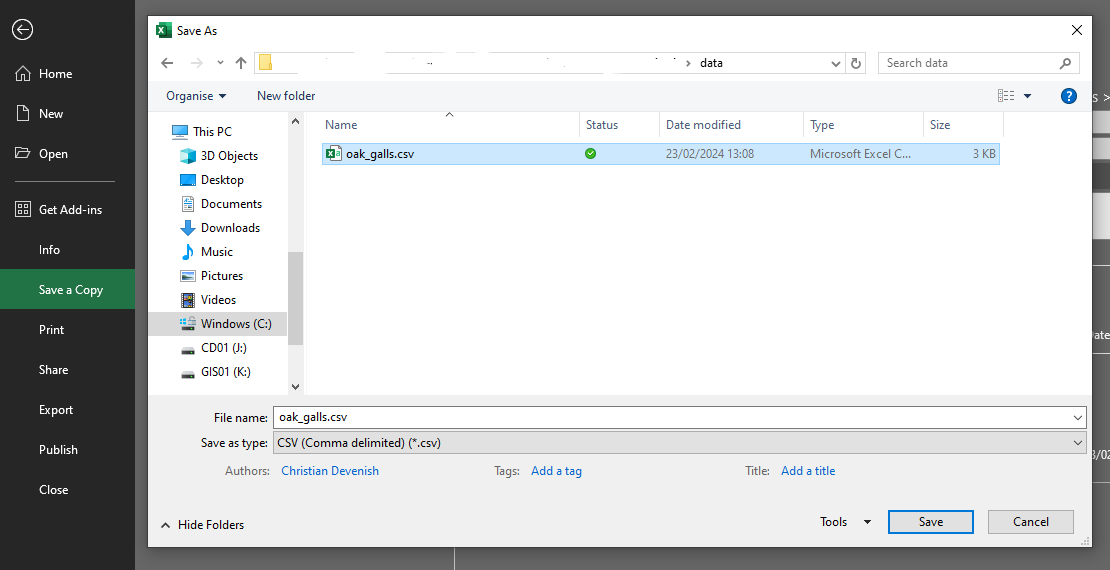 Save As
data
Search data
Organise
New folder
?
Home
New
Open
Get Add-ins
Info
Save a Copy
Print
Share
Export
Publish
Close
This PC
3D Objects
Desktop
Documents
Downloads
Music
Pictures
Videos
Windows (C:)
CD01 (J:)
GIS01 (K:)
Name Status Date modified Type Size
oak_galls.csv 23/02/2024 13:08 Microsoft Excel C... 3 KB
File name: oak_galls.csv
Save as type: CSV (Comma delimited) (*.csv)
Authors: Christian Devenish Tags: Add a tag Title: Add a title
Hide Folders
Tools Save Cancel